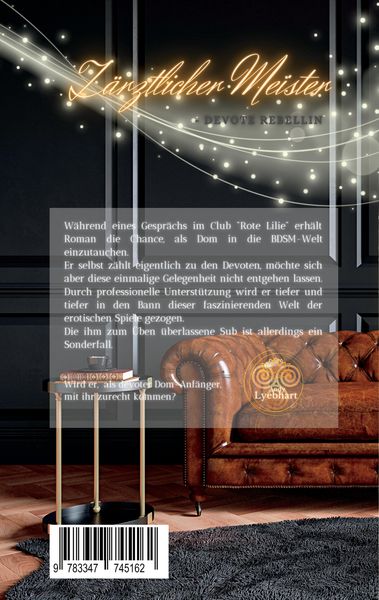 Zärztlicher Meister
- DEVOTE REBELLIN
Während eines Gesprächs im Club "Rote Lilie" erhält
Roman die Chance, als Dom in die BDSM-Welt
einzutauchen.
Er selbst zählt eigentlich zu den Devoten, möchte sich
aber diese einmalige Gelegenheit nicht entgehen lassen.
Durch professionelle Unterstützung wird er tiefer und
tiefer in den Bann dieser faszinierenden Welt der
erotischen Spiele gezogen.
Die ihm zum Üben überlassene Sub ist allerdings ein
Sonderfall.
Wird er, als devoter Dom-Anfänger,
mit ihr zurecht kommen?
Andy
Lyebhart
9 783347 745162